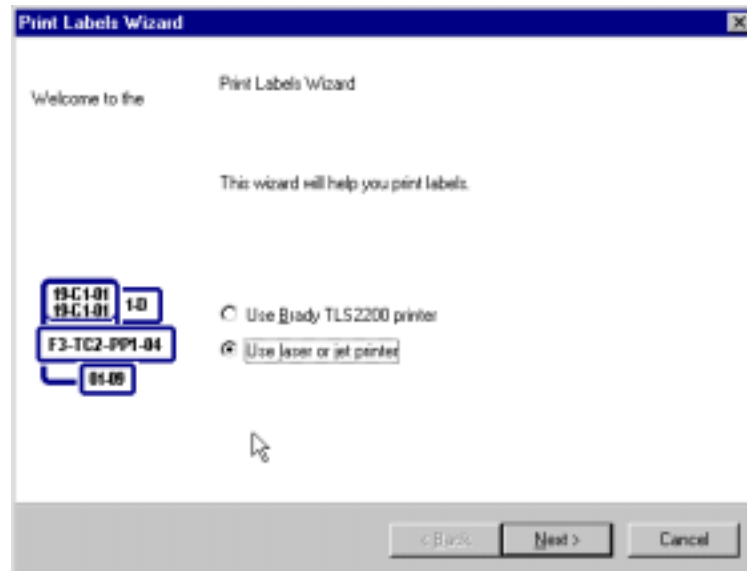 Print Labels Wizard
Welcome to the
Print Labels Wizard
This wizard will help you print labels.
19-C1-01
19-C1-01
1-D
F3-TC2-PP1-04
01-09
Use Brady TLS2200 printer
Use laser or jet printer
< Back
Next >
Cancel